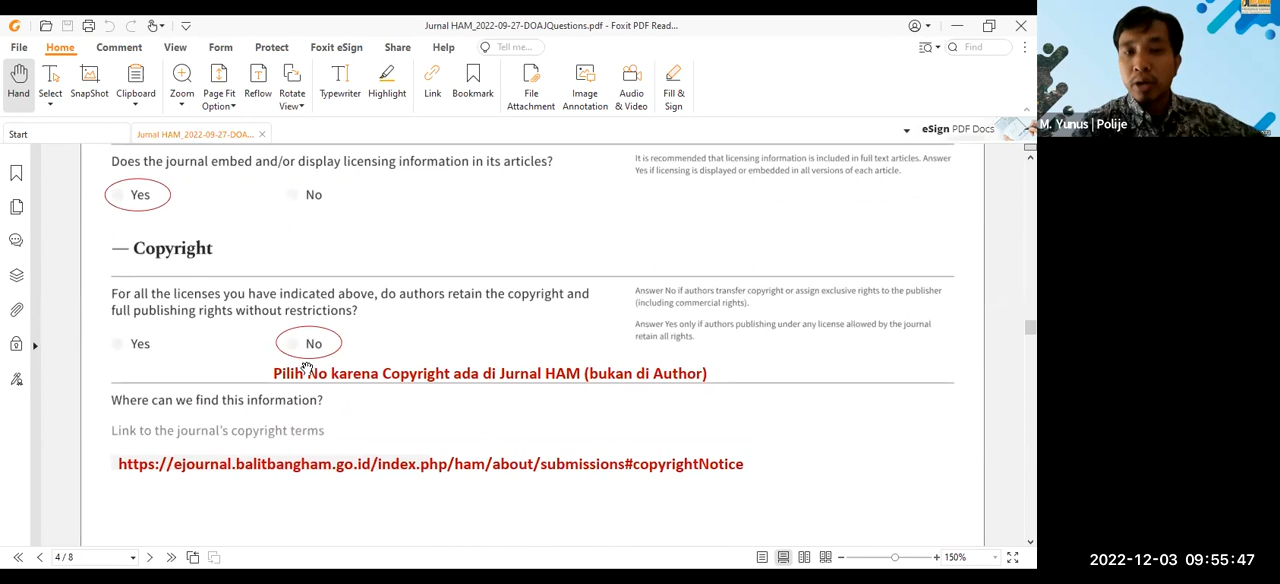 Jurnal HAM_2022-09-27-DOAJQuestions.pdf - Foxit PDF Read...
File Home Comment View Form Protect Foxit eSign Share Help Tell me... Find
Hand Select SnapShot Clipboard Zoom Page Fit Option Reflow Rotate View Typewriter Highlight Link Bookmark File Attachment Image Annotation Audio & Video Fill & Sign
Start Jurnal HAM_2022-09-27-DOA... eSign PDF Docs
M. Yunus | Polije
Does the journal embed and/or display licensing information in its articles?
It is recommended that licensing information is included in full text articles. Answer
Yes if licensing is displayed or embedded in all versions of each article.
Yes No
— Copyright
For all the licenses you have indicated above, do authors retain the copyright and
full publishing rights without restrictions?
Answer No if authors transfer copyright or assign exclusive rights to the publisher
(including commercial rights).
Answer Yes only if authors publishing under any license allowed by the journal
retain all rights.
Yes No
Pilih No karena Copyright ada di Jurnal HAM (bukan di Author)
Where can we find this information?
Link to the journal's copyright terms
https://ejournal.balitbangham.go.id/index.php/ham/about/submissions#copyrightNotice
4 / 8 150%
2022-12-03 09:55:47